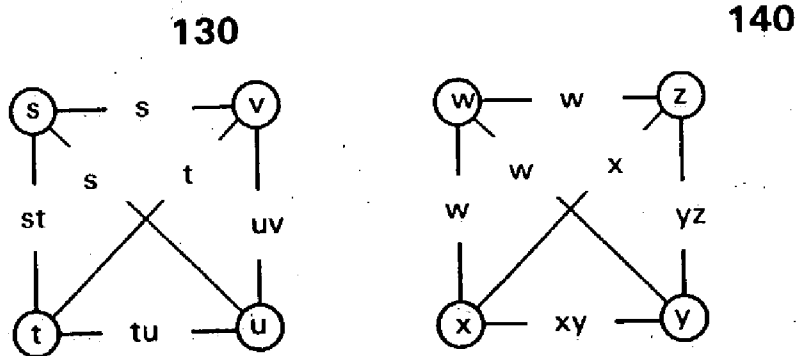 130
140
s s v
w w z
s t
w x
st uv
w yz
t tu u
x xy y